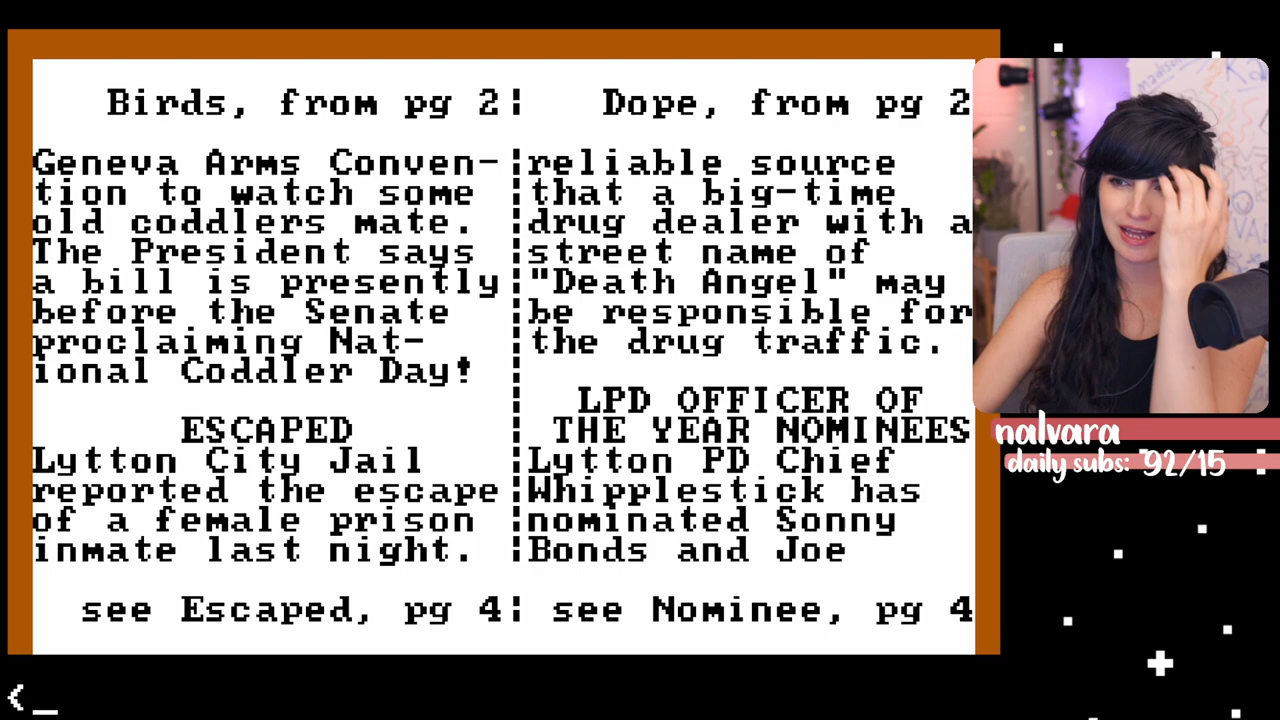 Birds, from pg 2
Geneva Arms Conven-
tion to watch some
old coddlers mate.
The President says
a bill is presently
before the Senate
proclaiming Nat-
ional Coddler Day!
ESCAPED
Lytton City Jail
reported the escape
of a female prison
inmate last night.
see Escaped, pg 4
Dope, from pg 2
reliable source
that a big-time
drug dealer with a
street name of
"Death Angel" may
be responsible for
the drug traffic.
LPD OFFICER OF
THE YEAR NOMINEES
Lytton PD Chief
Whipplestick has
nominated Sonny
Bonds and Joe
see Nominee, pg 4
nalvara
daily subs: 92/15
<_